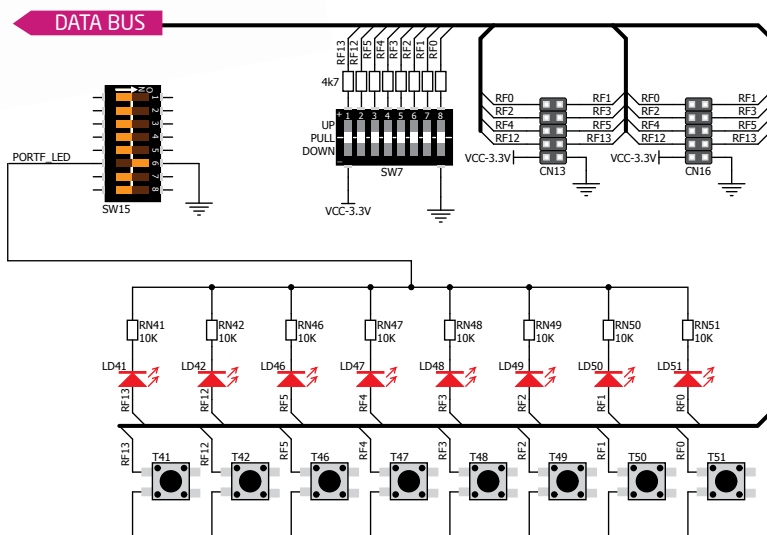 DATA BUS
RF13
RF12
RF5
RF4
RF3
RF2
RF1
RF0
4k7
+ 1 2 3 4 5 6 7 8
UP
PULL
DOWN
_
SW7
VCC-3.3V
O
N
1
2
3
4
5
6
7
8
SW15
PORTF_LED
RF0 RF1
RF2 RF3
RF4 RF5
RF12 RF13
VCC-3.3V
CN13
RF0 RF1
RF2 RF3
RF4 RF5
RF12 RF13
VCC-3.3V
CN16
RN41 RN42 RN46 RN47 RN48 RN49 RN50 RN51
10K 10K 10K 10K 10K 10K 10K 10K
LD41 LD42 LD46 LD47 LD48 LD49 LD50 LD51
RF13 RF12 RF5 RF4 RF3 RF2 RF1 RF0
RF13 RF12 RF5 RF4 RF3 RF2 RF1 RF0
T41 T42 T46 T47 T48 T49 T50 T51